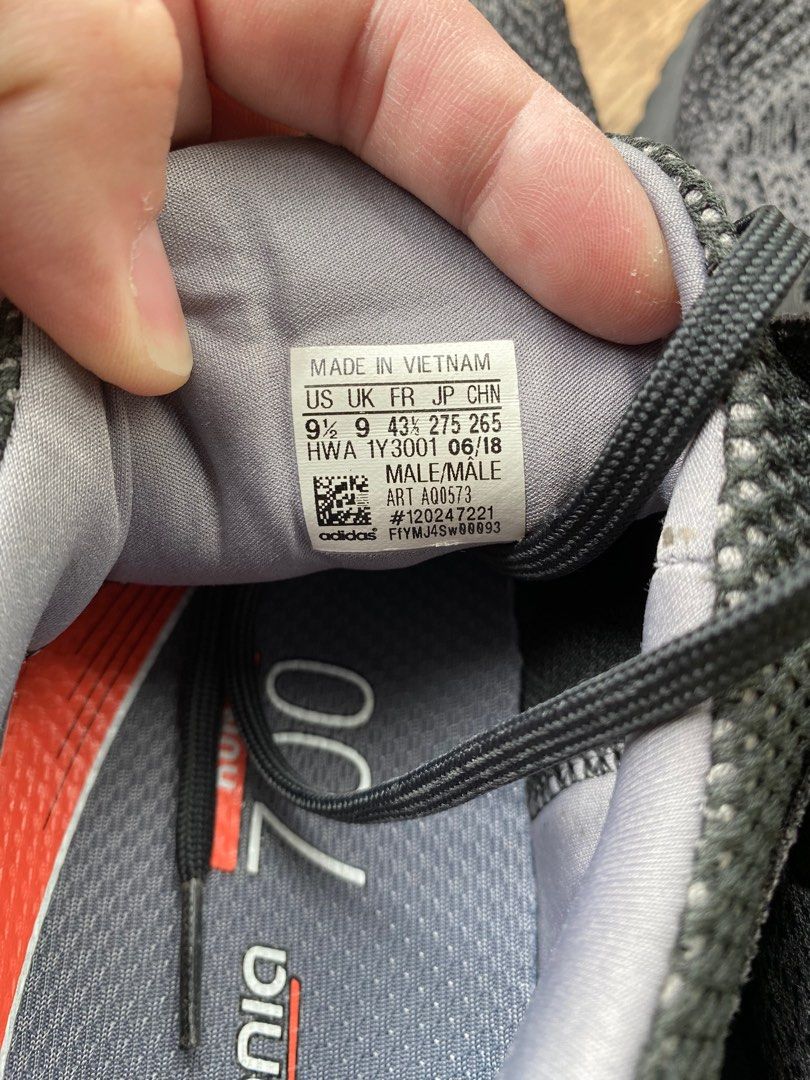 MADE IN VIETNAM
US UK FR JP CHN
9½ 9 43⅓ 275 265
HWA 1Y3001 06/18
MALE/MÂLE
ART AQ0573
#120247221
adidas® FfYMJ4Sw00093
700